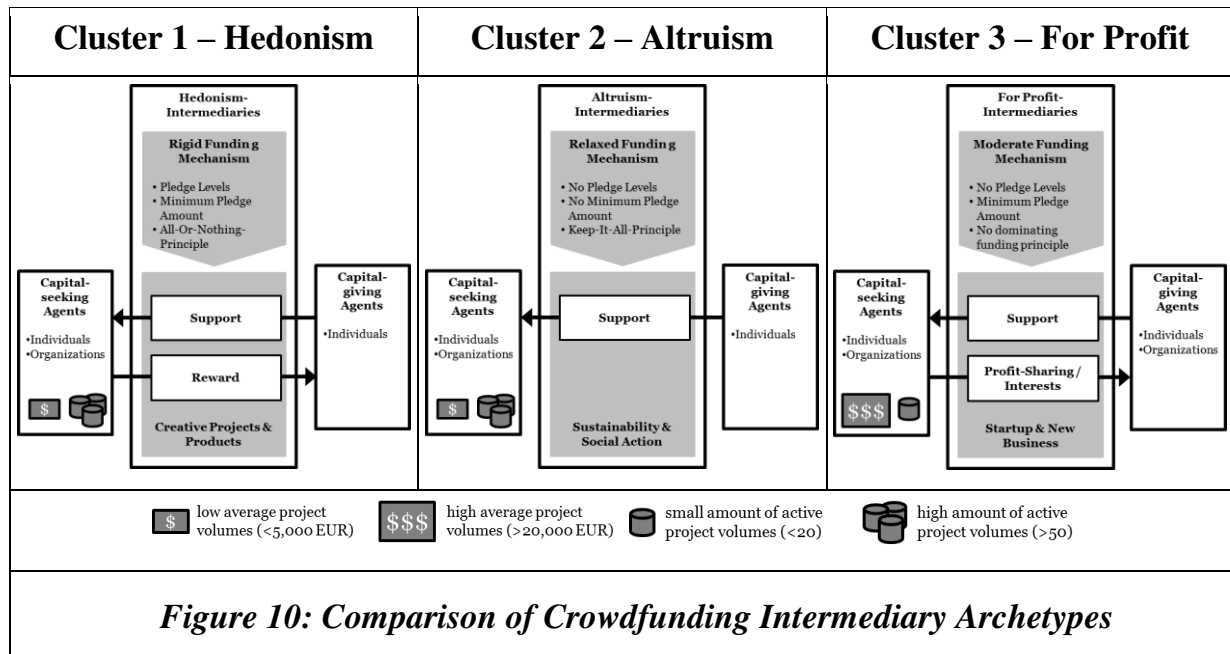 Cluster 1 – Hedonism
Cluster 2 – Altruism
Cluster 3 – For Profit
Hedonism-
Intermediaries
Rigid Funding
Mechanism
• Pledge Levels
• Minimum Pledge
Amount
• All-Or-Nothing-
Principle
Capital-
seeking
Agents
•Individuals
•Organizations
$
Support
Reward
Creative Projects &
Products
Capital-
giving
Agents
•Individuals
Altruism-
Intermediaries
Relaxed Funding
Mechanism
• No Pledge Levels
• No Minimum Pledge
Amount
• Keep-It-All-Principle
Capital-
seeking
Agents
•Individuals
•Organizations
$
Support
Sustainability &
Social Action
Capital-
giving
Agents
•Individuals
For Profit-
Intermediaries
Moderate Funding
Mechanism
• No Pledge Levels
• Minimum Pledge
Amount
• No dominating
funding principle
Capital-
seeking
Agents
•Individuals
•Organizations
$$$
Support
Profit-Sharing/
Interests
Startup & New
Business
Capital-
giving
Agents
•Individuals
•Organizations
$ low average project
volumes (<5,000 EUR)
$$$ high average project
volumes (>20,000 EUR)
small amount of active
project volumes (<20)
high amount of active
project volumes (>50)
Figure 10: Comparison of Crowdfunding Intermediary Archetypes